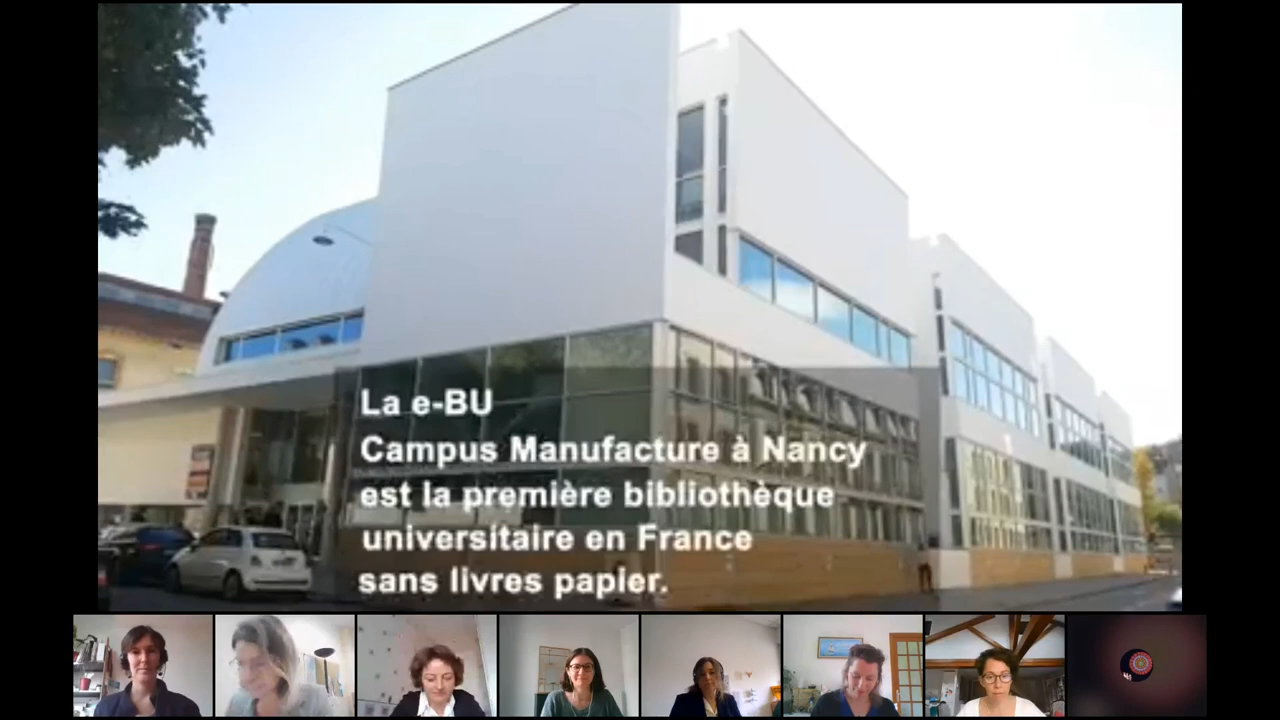 La e-BU
Campus Manufacture à Nancy
est la première bibliothèque
universitaire en France
sans livres papier.